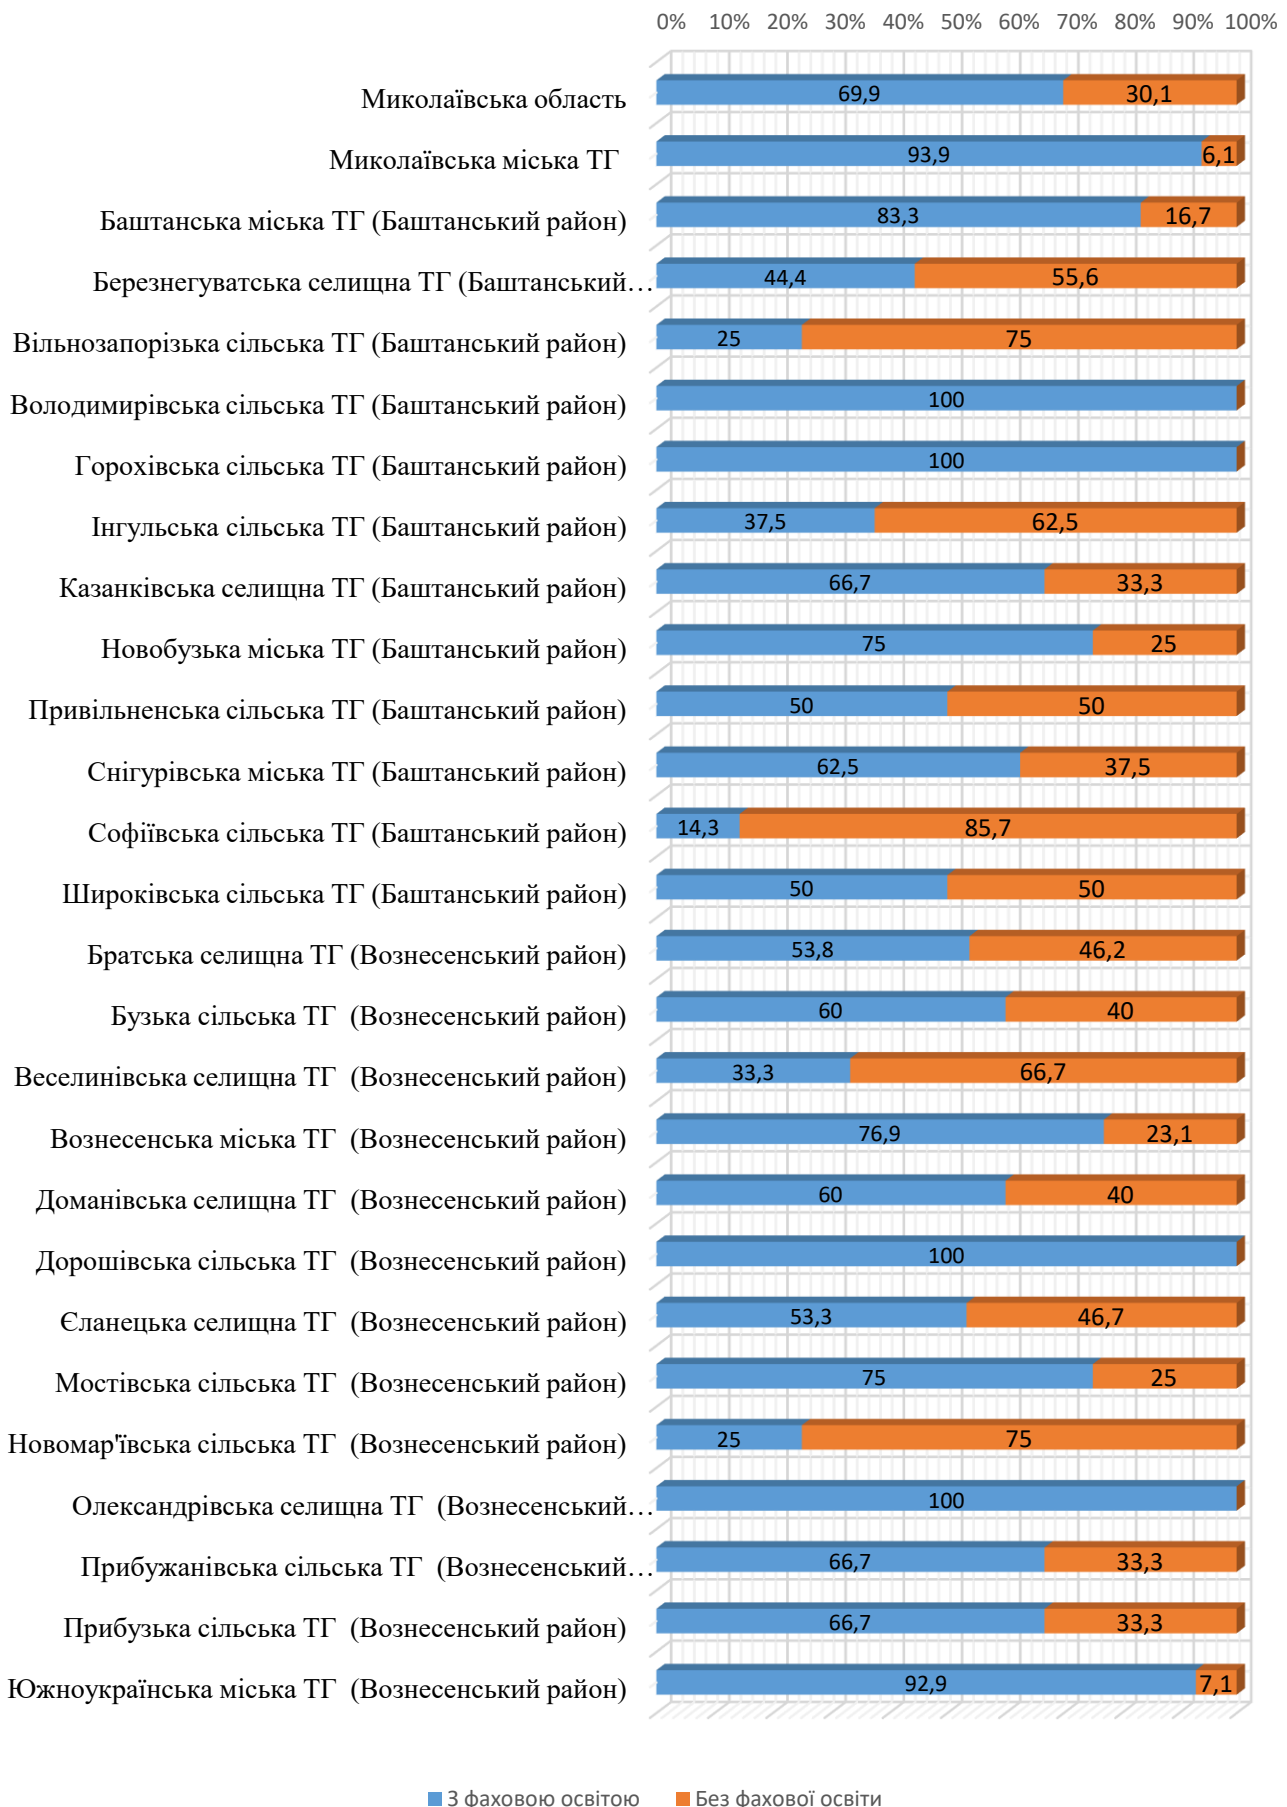 0% 10% 20% 30% 40% 50% 60% 70% 80% 90% 100%
Миколаївська область 69,9 30,1
Миколаївська міська ТГ 93,9 6,1
Баштанська міська ТГ (Баштанський район) 83,3 16,7
Березнегуватська селищна ТГ (Баштанський… 44,4 55,6
Вільнозапорізька сільська ТГ (Баштанський район) 25 75
Володимирівська сільська ТГ (Баштанський район) 100
Горохівська сільська ТГ (Баштанський район) 100
Інгульська сільська ТГ (Баштанський район) 37,5 62,5
Казанківська селищна ТГ (Баштанський район) 66,7 33,3
Новобузька міська ТГ (Баштанський район) 75 25
Привільненська сільська ТГ (Баштанський район) 50 50
Снігурівська міська ТГ (Баштанський район) 62,5 37,5
Софіївська сільська ТГ (Баштанський район) 14,3 85,7
Широківська сільська ТГ (Баштанський район) 50 50
Братська селищна ТГ (Вознесенський район) 53,8 46,2
Бузька сільська ТГ (Вознесенський район) 60 40
Веселинівська селищна ТГ (Вознесенський район) 33,3 66,7
Вознесенська міська ТГ (Вознесенський район) 76,9 23,1
Доманівська селищна ТГ (Вознесенський район) 60 40
Дорошівська сільська ТГ (Вознесенський район) 100
Єланецька селищна ТГ (Вознесенський район) 53,3 46,7
Мостівська сільська ТГ (Вознесенський район) 75 25
Новомар'ївська сільська ТГ (Вознесенський район) 25 75
Олександрівська селищна ТГ (Вознесенський… 100
Прибужанівська сільська ТГ (Вознесенський… 66,7 33,3
Прибузька сільська ТГ (Вознесенський район) 66,7 33,3
Южноукраїнська міська ТГ (Вознесенський район) 92,9 7,1
З фаховою освітою Без фахової освіти